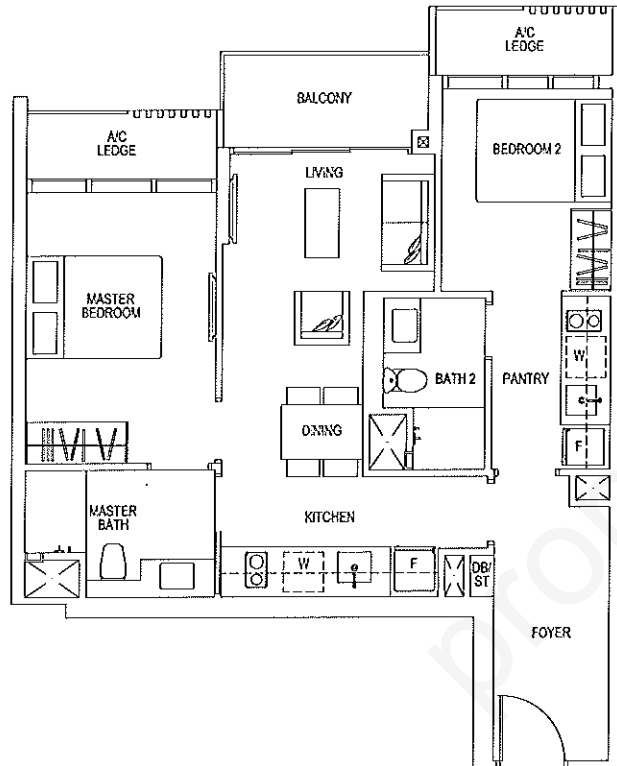 A/C
LEDGE
BALCONY
A/C
LEDGE
BEDROOM 2
LIVING
MASTER
BEDROOM
W
BATH 2
PANTRY
DINING
F
MASTER
BATH
KITCHEN
W
F
DB/
ST
FOYER